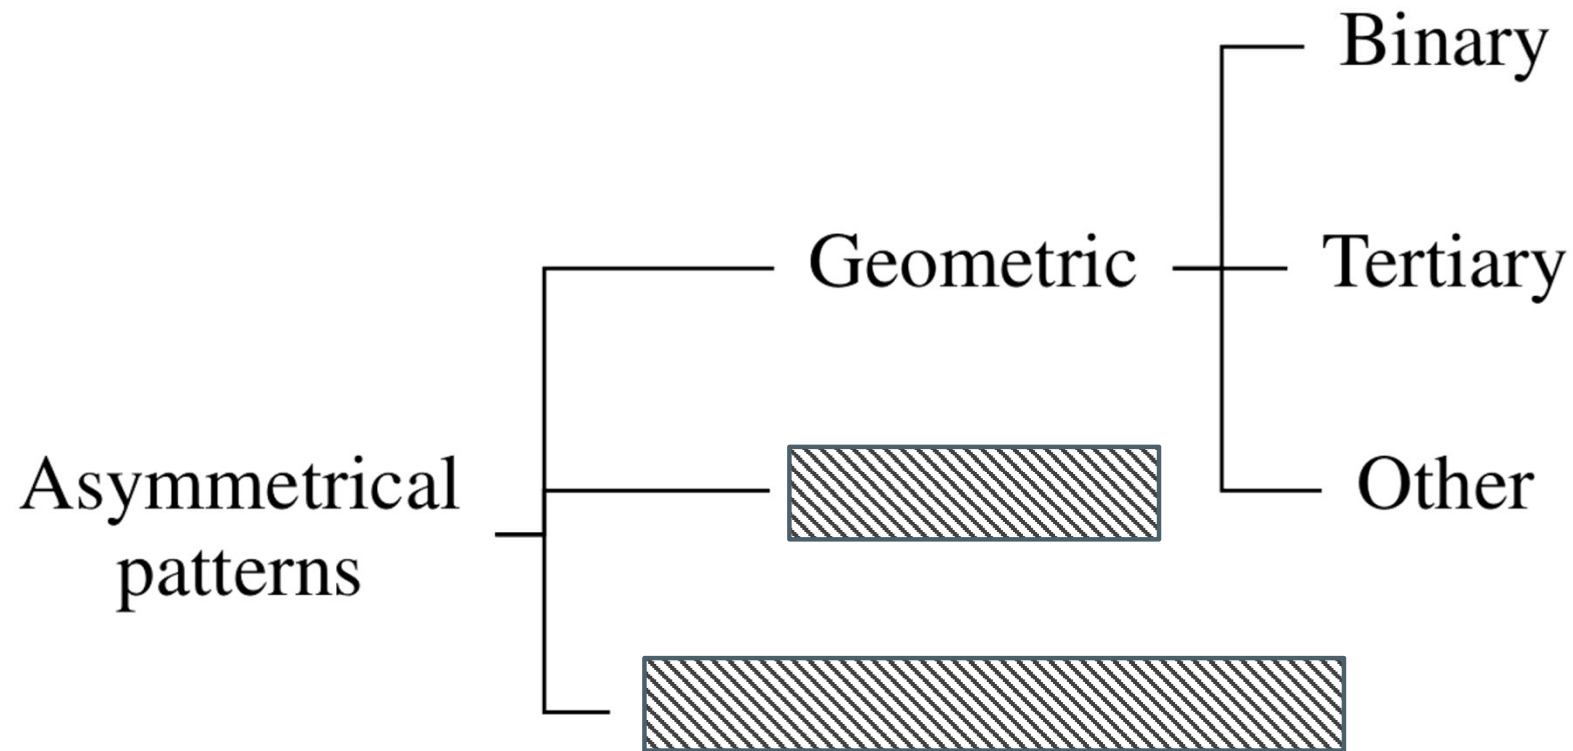 Binary
Geometric
Tertiary
Asymmetrical
patterns
Other